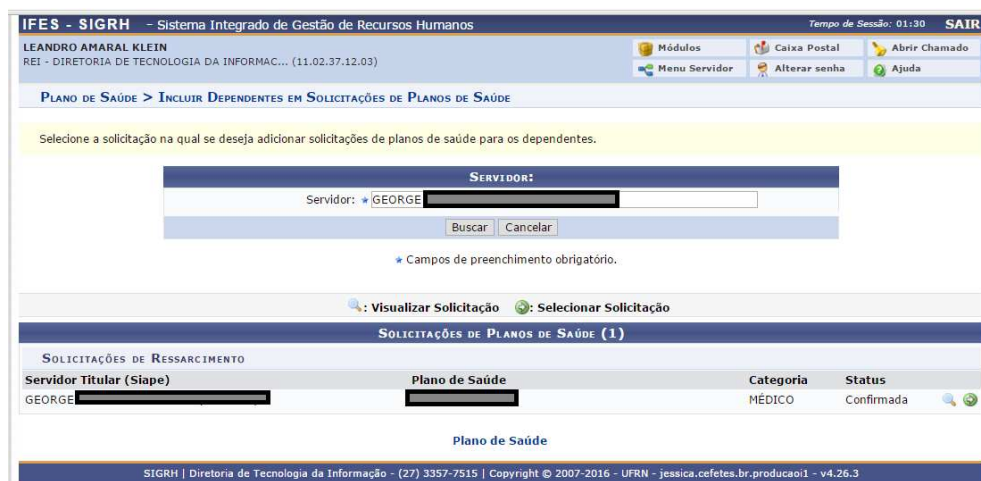 IFES - SIGRH - Sistema Integrado de Gestão de Recursos Humanos Tempo de Sessão: 01:30 SAIR
LEANDRO AMARAL KLEIN
REI - DIRETORIA DE TECNOLOGIA DA INFORMAC... (11.02.37.12.03)
Módulos Caixa Postal Abrir Chamado
Menu Servidor Alterar senha Ajuda
Plano de Saúde > Incluir Dependentes em Solicitações de Planos de Saúde
Selecione a solicitação na qual se deseja adicionar solicitações de planos de saúde para os dependentes.
Servidor:
Servidor: GEORGE
Buscar Cancelar
Campos de preenchimento obrigatório.
: Visualizar Solicitação : Selecionar Solicitação
Solicitações de Planos de Saúde (1)
Solicitações de Ressarcimento
Servidor Titular (Siape) Plano de Saúde Categoria Status
GEORGE MÉDICO Confirmada
Plano de Saúde
SIGRH | Diretoria de Tecnologia da Informação - (27) 3357-7515 | Copyright © 2007-2016 - UFRN - jessica.cefetes.br.producaoi1 - v4.26.3